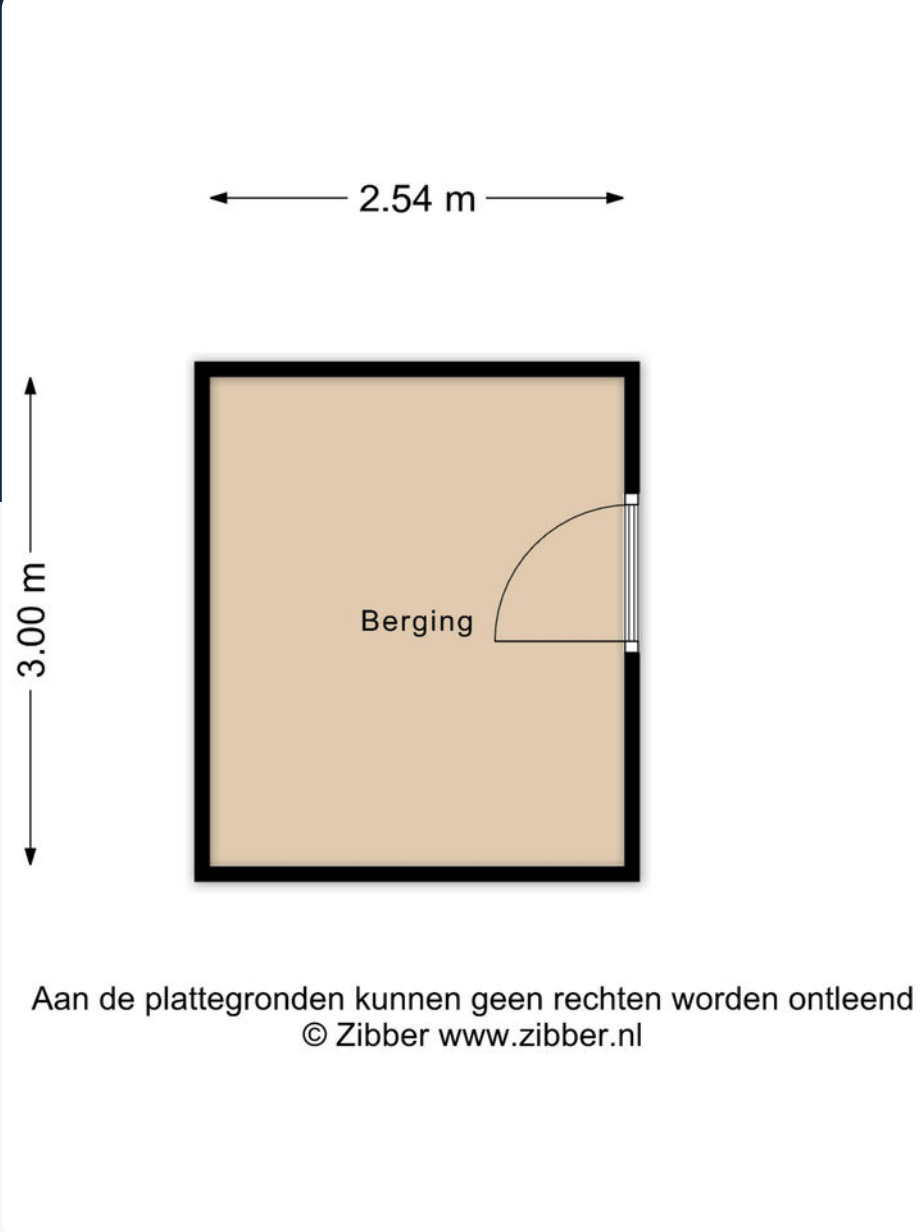 2.54 m
3.00 m
Berging
Aan de plattegronden kunnen geen rechten worden ontleend
© Zibber www.zibber.nl